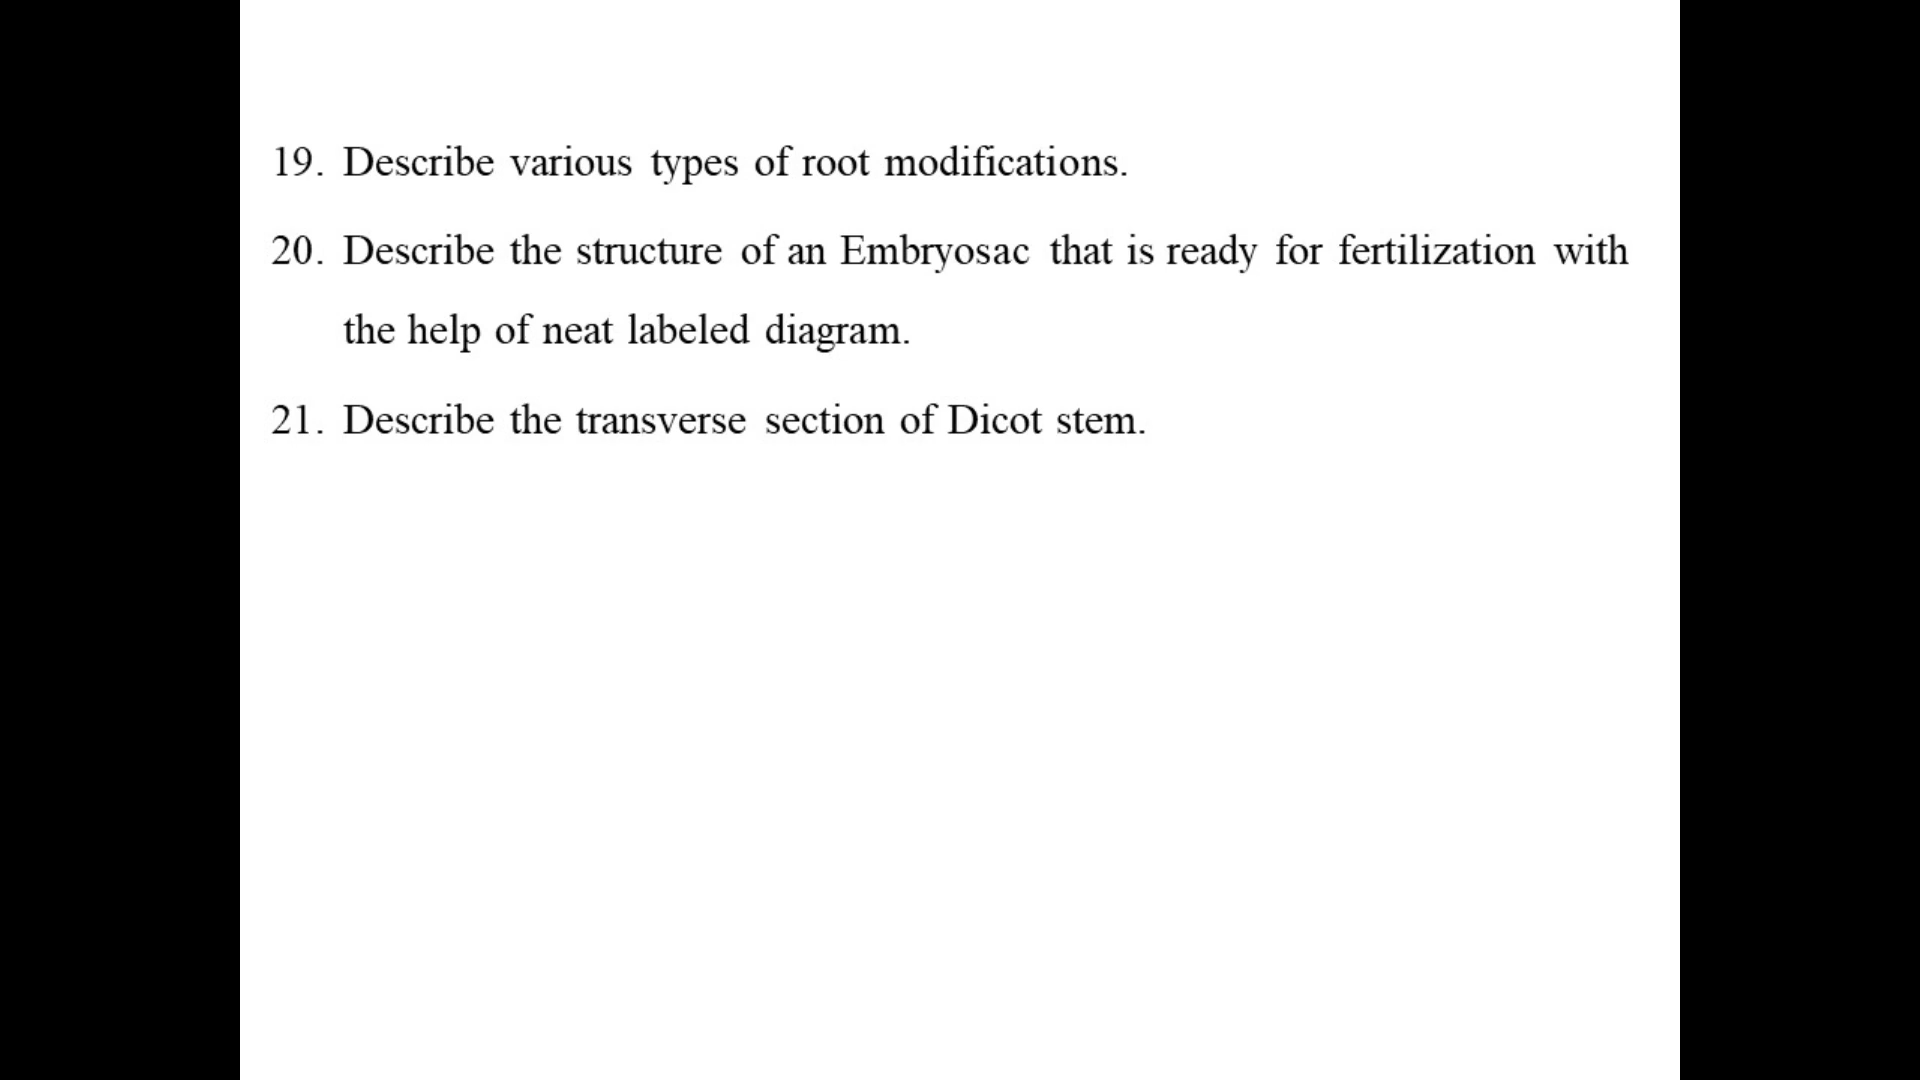 19. Describe various types of root modifications.
20. Describe the structure of an Embryosac that is ready for fertilization with
the help of neat labeled diagram.
21. Describe the transverse section of Dicot stem.